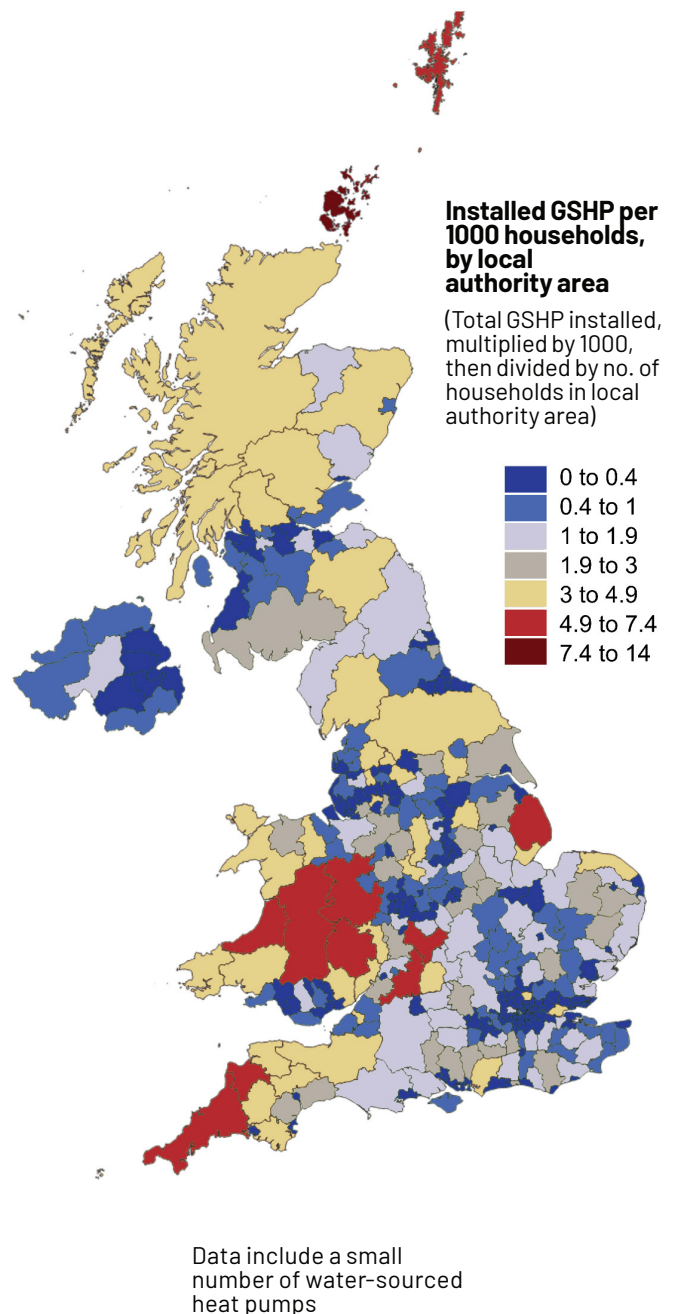 Installed GSHP per
1000 households,
by local
authority area
(Total GSHP installed,
multiplied by 1000,
then divided by no. of
households in local
authority area)
0 to 0.4
0.4 to 1
1 to 1.9
1.9 to 3
3 to 4.9
4.9 to 7.4
7.4 to 14
Data include a small
number of water-sourced
heat pumps